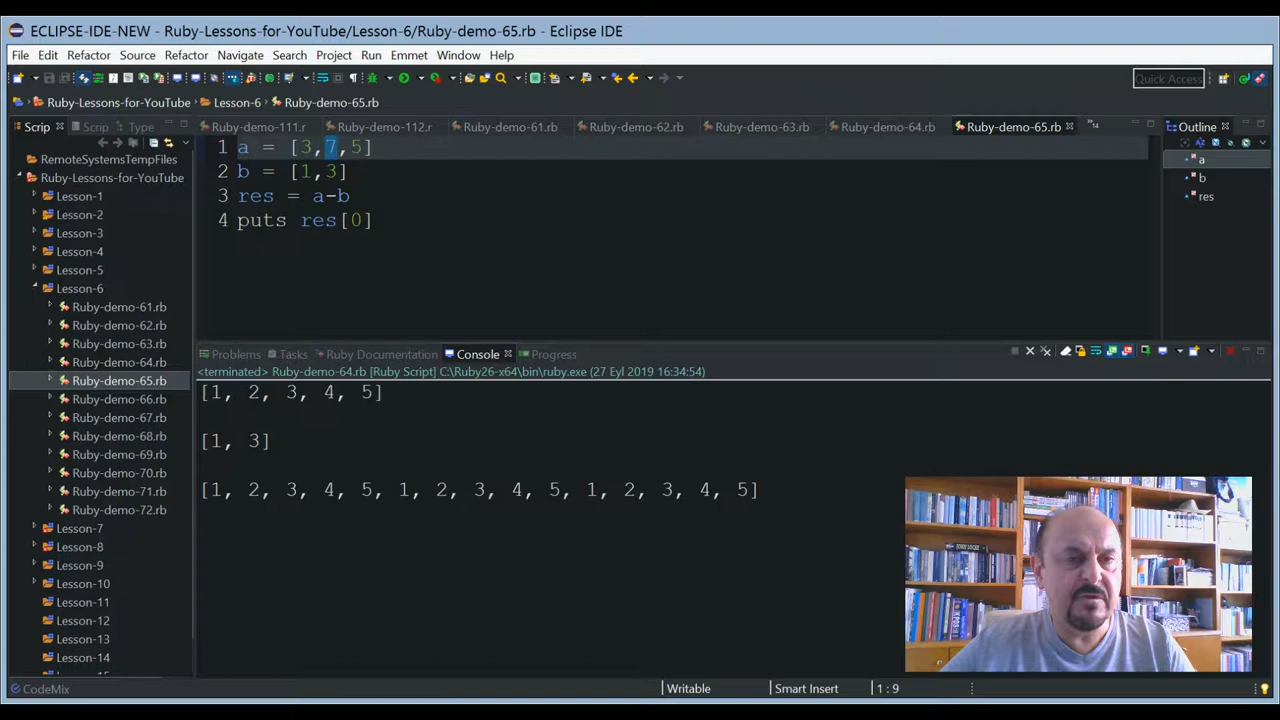 ECLIPSE-IDE-NEW - Ruby-Lessons-for-YouTube/Lesson-6/Ruby-demo-65.rb - Eclipse IDE
File Edit Refactor Source Refactor Navigate Search Project Run Emmet Window Help
Quick Access
Ruby-Lessons-for-YouTube Lesson-6 Ruby-demo-65.rb
Scrip Scrip Type
Ruby-demo-111.r Ruby-demo-112.r Ruby-demo-61.rb Ruby-demo-62.rb Ruby-demo-63.rb Ruby-demo-64.rb Ruby-demo-65.rb
Outline
RemoteSystemsTempFiles
Ruby-Lessons-for-YouTube
Lesson-1
Lesson-2
Lesson-3
Lesson-4
Lesson-5
Lesson-6
Ruby-demo-61.rb
Ruby-demo-62.rb
Ruby-demo-63.rb
Ruby-demo-64.rb
Ruby-demo-65.rb
Ruby-demo-66.rb
Ruby-demo-67.rb
Ruby-demo-68.rb
Ruby-demo-69.rb
Ruby-demo-70.rb
Ruby-demo-71.rb
Ruby-demo-72.rb
Lesson-7
Lesson-8
Lesson-9
Lesson-10
Lesson-11
Lesson-12
Lesson-13
Lesson-14
1 a = [3,7,5]
2 b = [1,3]
3 res = a-b
4 puts res[0]
a
b
res
Problems Tasks Ruby Documentation Console Progress
<terminated> Ruby-demo-64.rb [Ruby Script] C:\Ruby26-x64\bin\ruby.exe (27 Eyl 2019 16:34:54)
[1, 2, 3, 4, 5]
[1, 3]
[1, 2, 3, 4, 5, 1, 2, 3, 4, 5, 1, 2, 3, 4, 5]
JOHN LOCKE
CodeMix
Writable Smart Insert 1 : 9